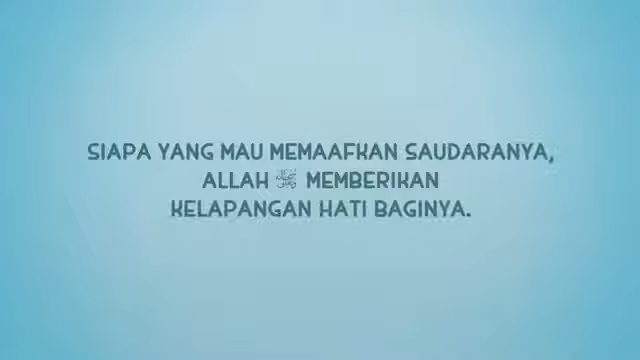 SIAPA YANG MAU MEMAAFKAN SAUDARANYA,
ALLAH ﷻ MEMBERIKAN
KELAPANGAN HATI BAGINYA.